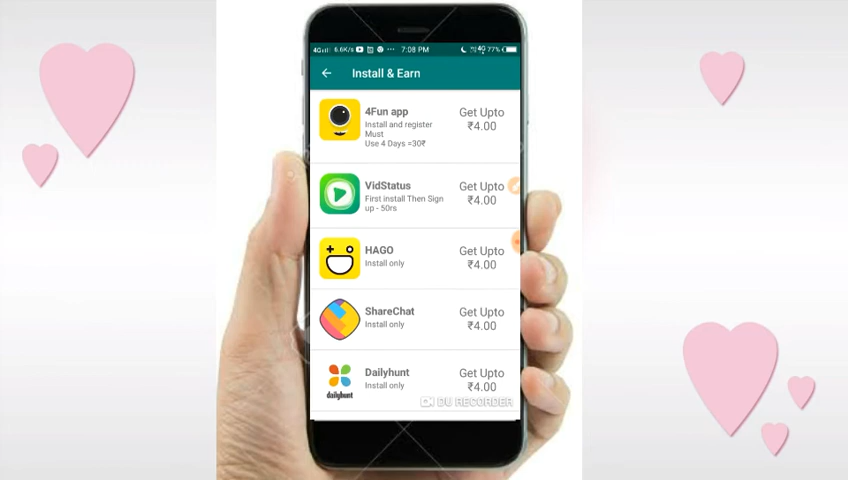 4G 6.6K/s ... 7:08 PM 4G 77%
Install & Earn
4Fun app
Install and register
Must
Use 4 Days =30₹
Get Upto
₹4.00
VidStatus
First install Then Sign
up - 50rs
Get Upto
₹4.00
HAGO
Install only
Get Upto
₹4.00
ShareChat
Install only
Get Upto
₹4.00
Dailyhunt
Install only
Get Upto
₹4.00
dailyhunt
DU RECORDER